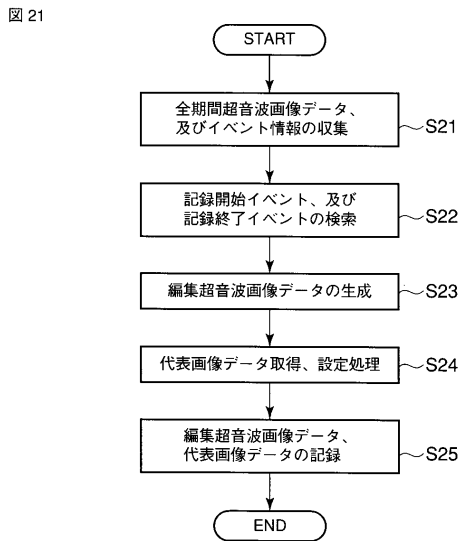 図 21
START
全期間超音波画像データ、
及びイベント情報の収集
S21
記録開始イベント、及び
記録終了イベントの検索
S22
編集超音波画像データの生成
S23
代表画像データ取得、設定処理
S24
編集超音波画像データ、
代表画像データの記録
S25
END